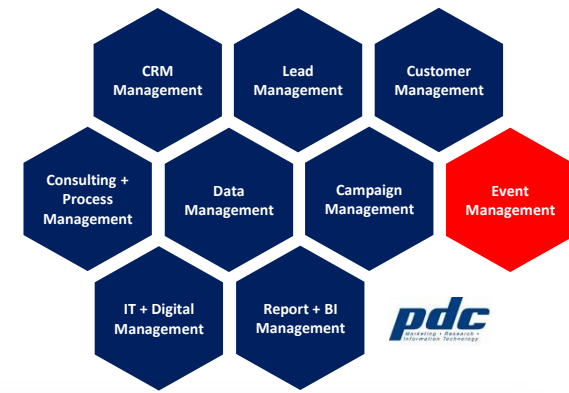 CRM
Management
Lead
Management
Customer
Management
Consulting +
Process
Management
Data
Management
Campaign
Management
Event
Management
IT + Digital
Management
Report + BI
Management
pdc
Marketing • Research •
Information Technology